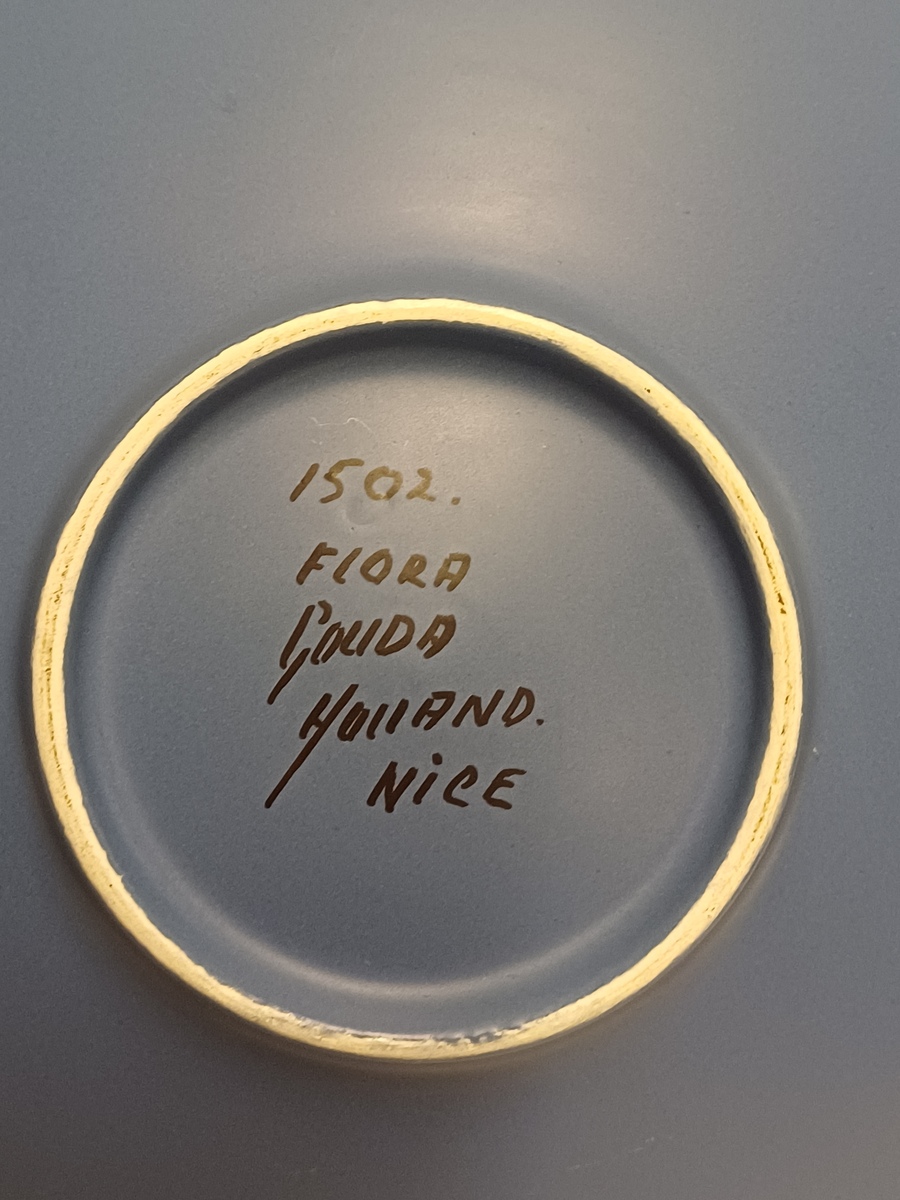 1502.
FLORA
GOUDA
HOLLAND.
NiCE